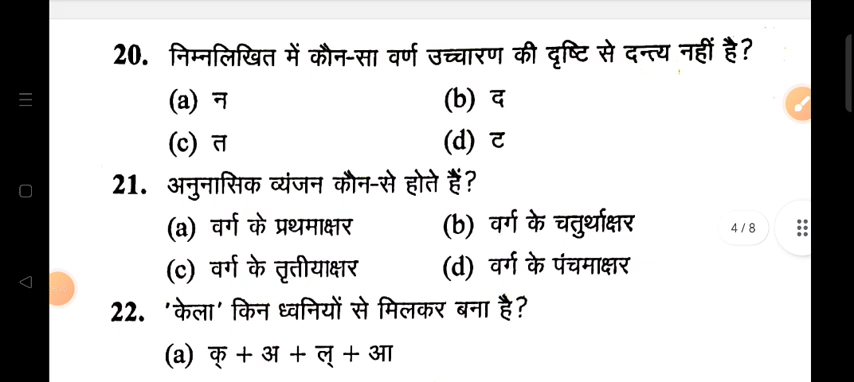 20. निम्नलिखित में कौन-सा वर्ण उच्चारण की दृष्टि से दन्त्य नहीं है?
(a) न (b) द
(c) त (d) ट
21. अनुनासिक व्यंजन कौन-से होते हैं?
(a) वर्ग के प्रथमाक्षर (b) वर्ग के चतुर्थाक्षर
4/8
(c) वर्ग के तृतीयाक्षर (d) वर्ग के पंचमाक्षर
22. 'केला' किन ध्वनियों से मिलकर बना है?
(a) क् + अ + ल् + आ